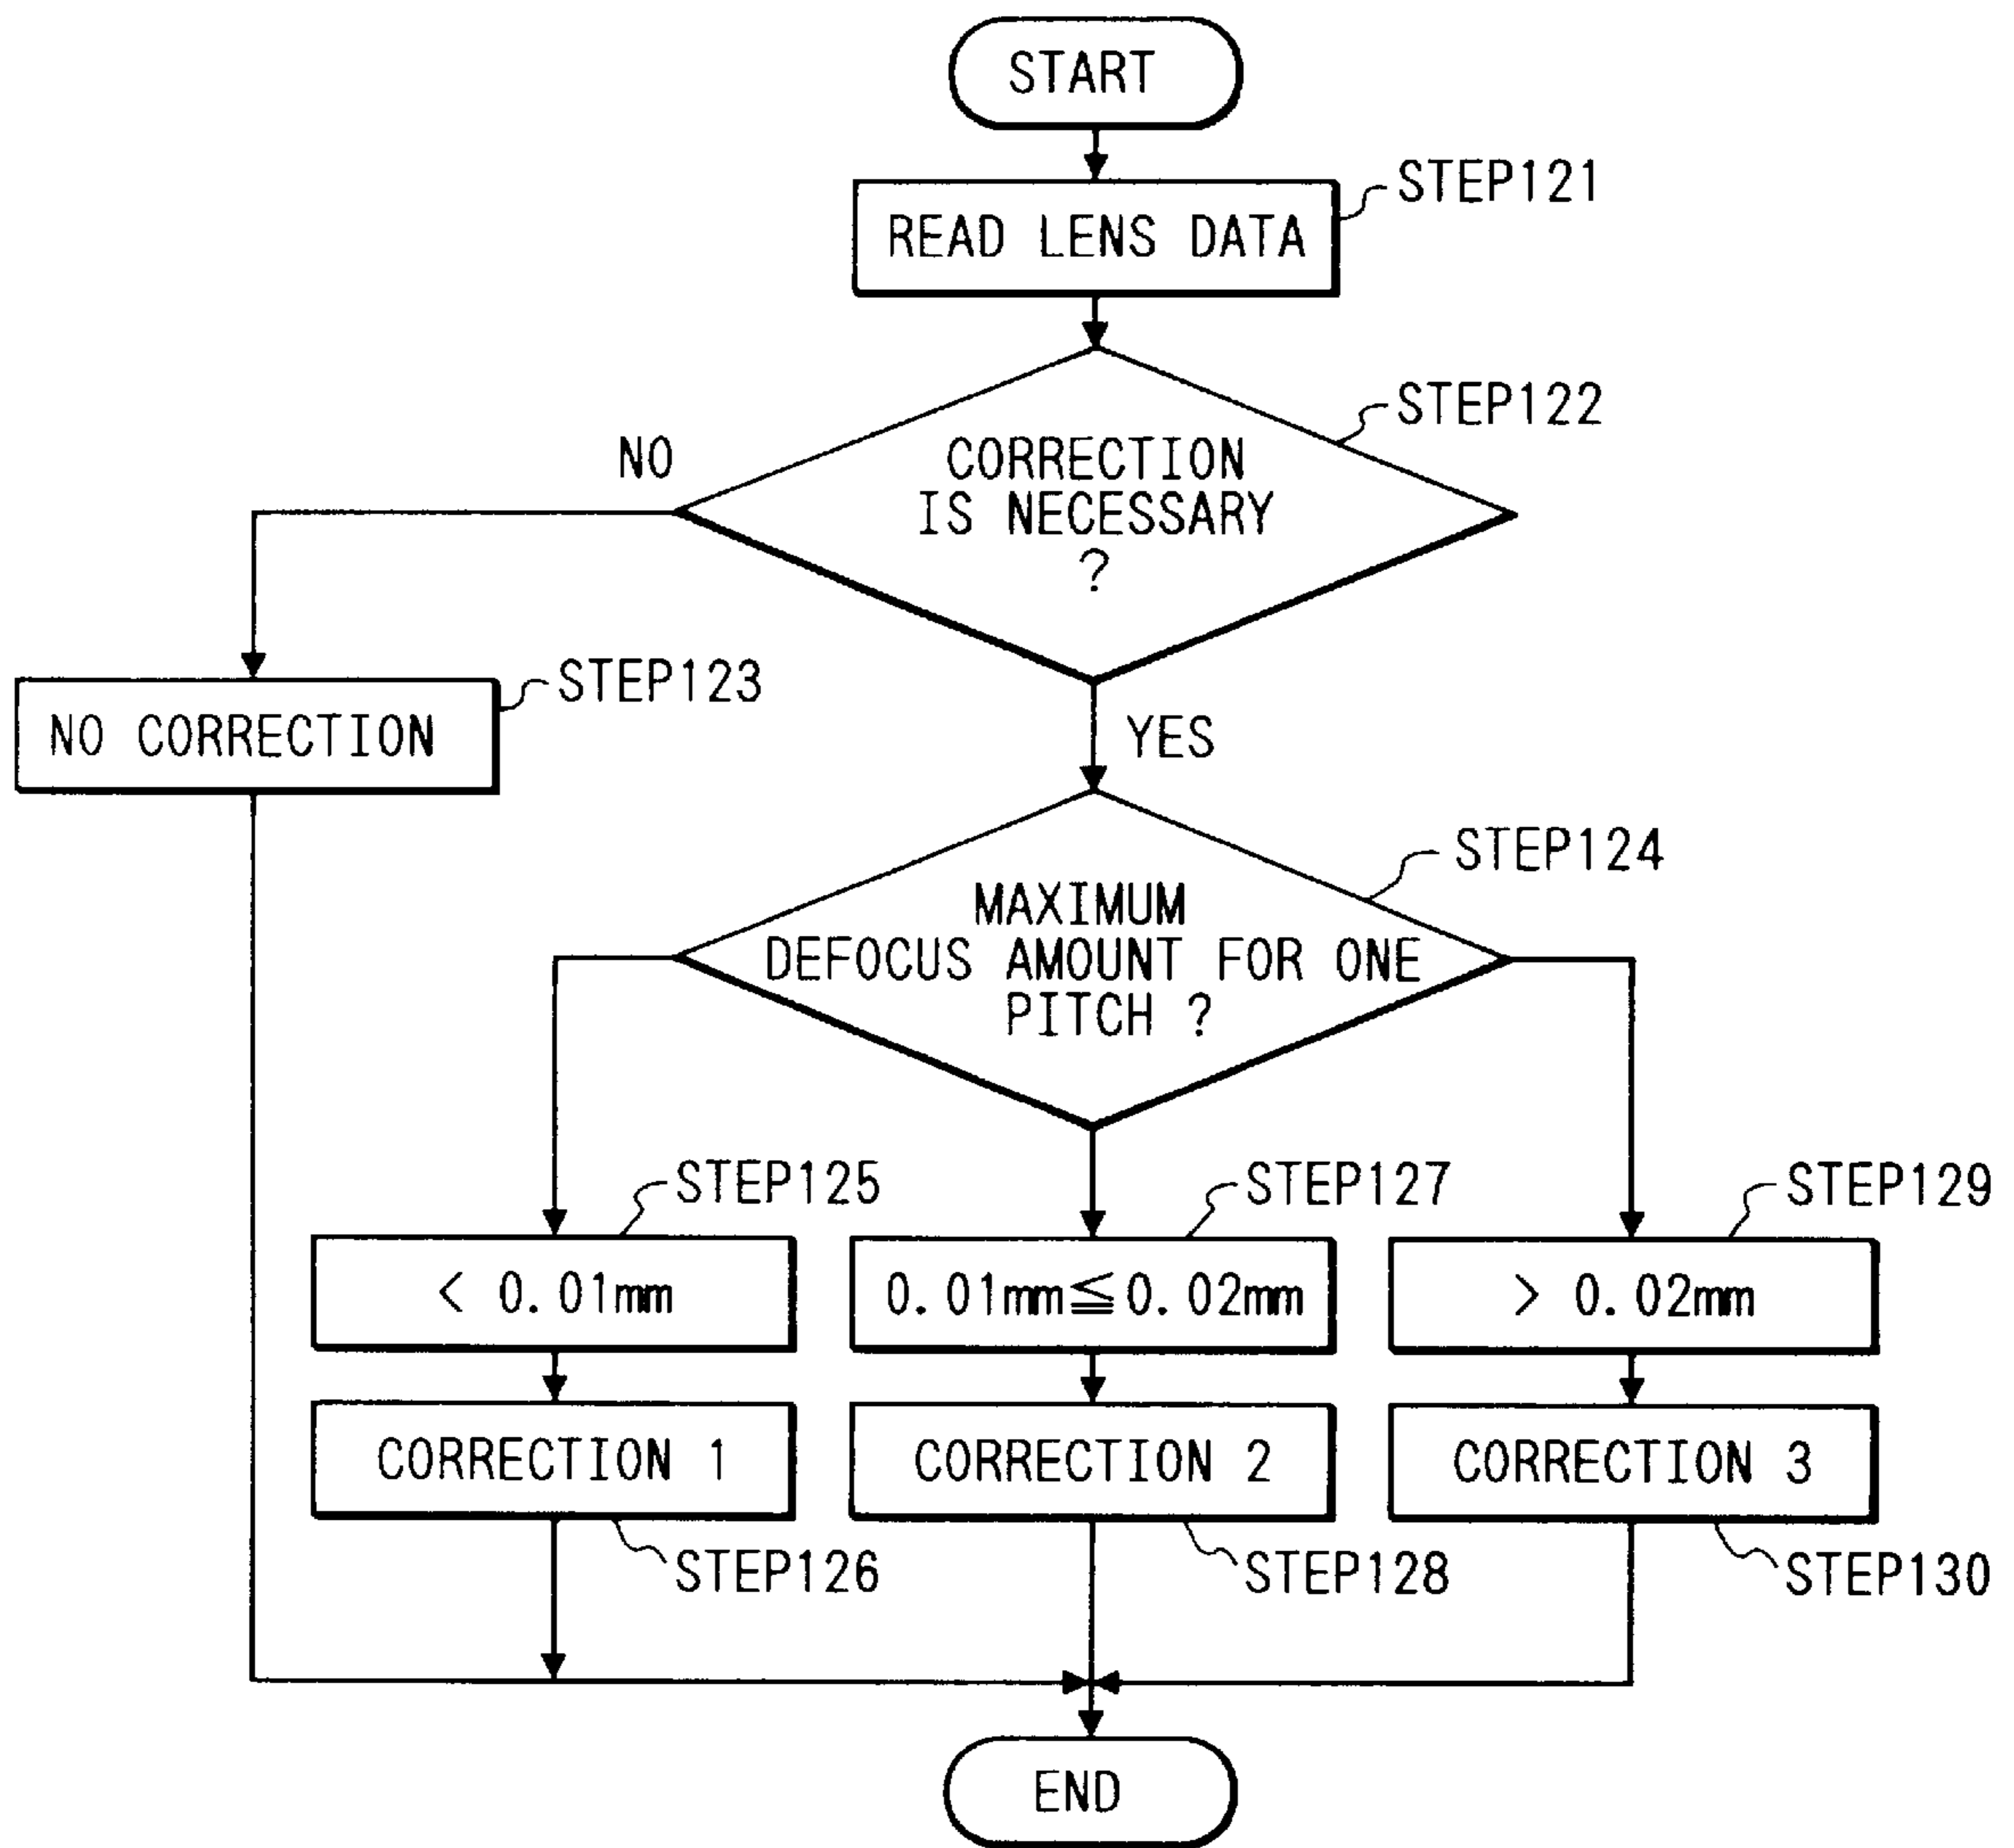 START
STEP121
READ LENS DATA
STEP122
NO
CORRECTION
IS NECESSARY
?
STEP123
NO CORRECTION
YES
STEP124
MAXIMUM
DEFOCUS AMOUNT FOR ONE
PITCH ?
STEP125
STEP127
STEP129
< 0.01mm
0.01mm≦0.02mm
> 0.02mm
CORRECTION 1
CORRECTION 2
CORRECTION 3
STEP126
STEP128
STEP130
END